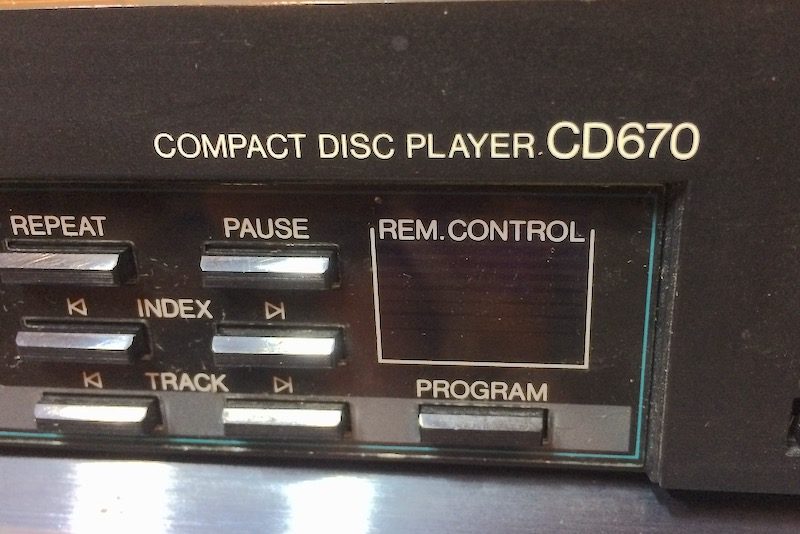 COMPACT DISC PLAYER CD670
REPEAT PAUSE REM.CONTROL
INDEX
TRACK PROGRAM